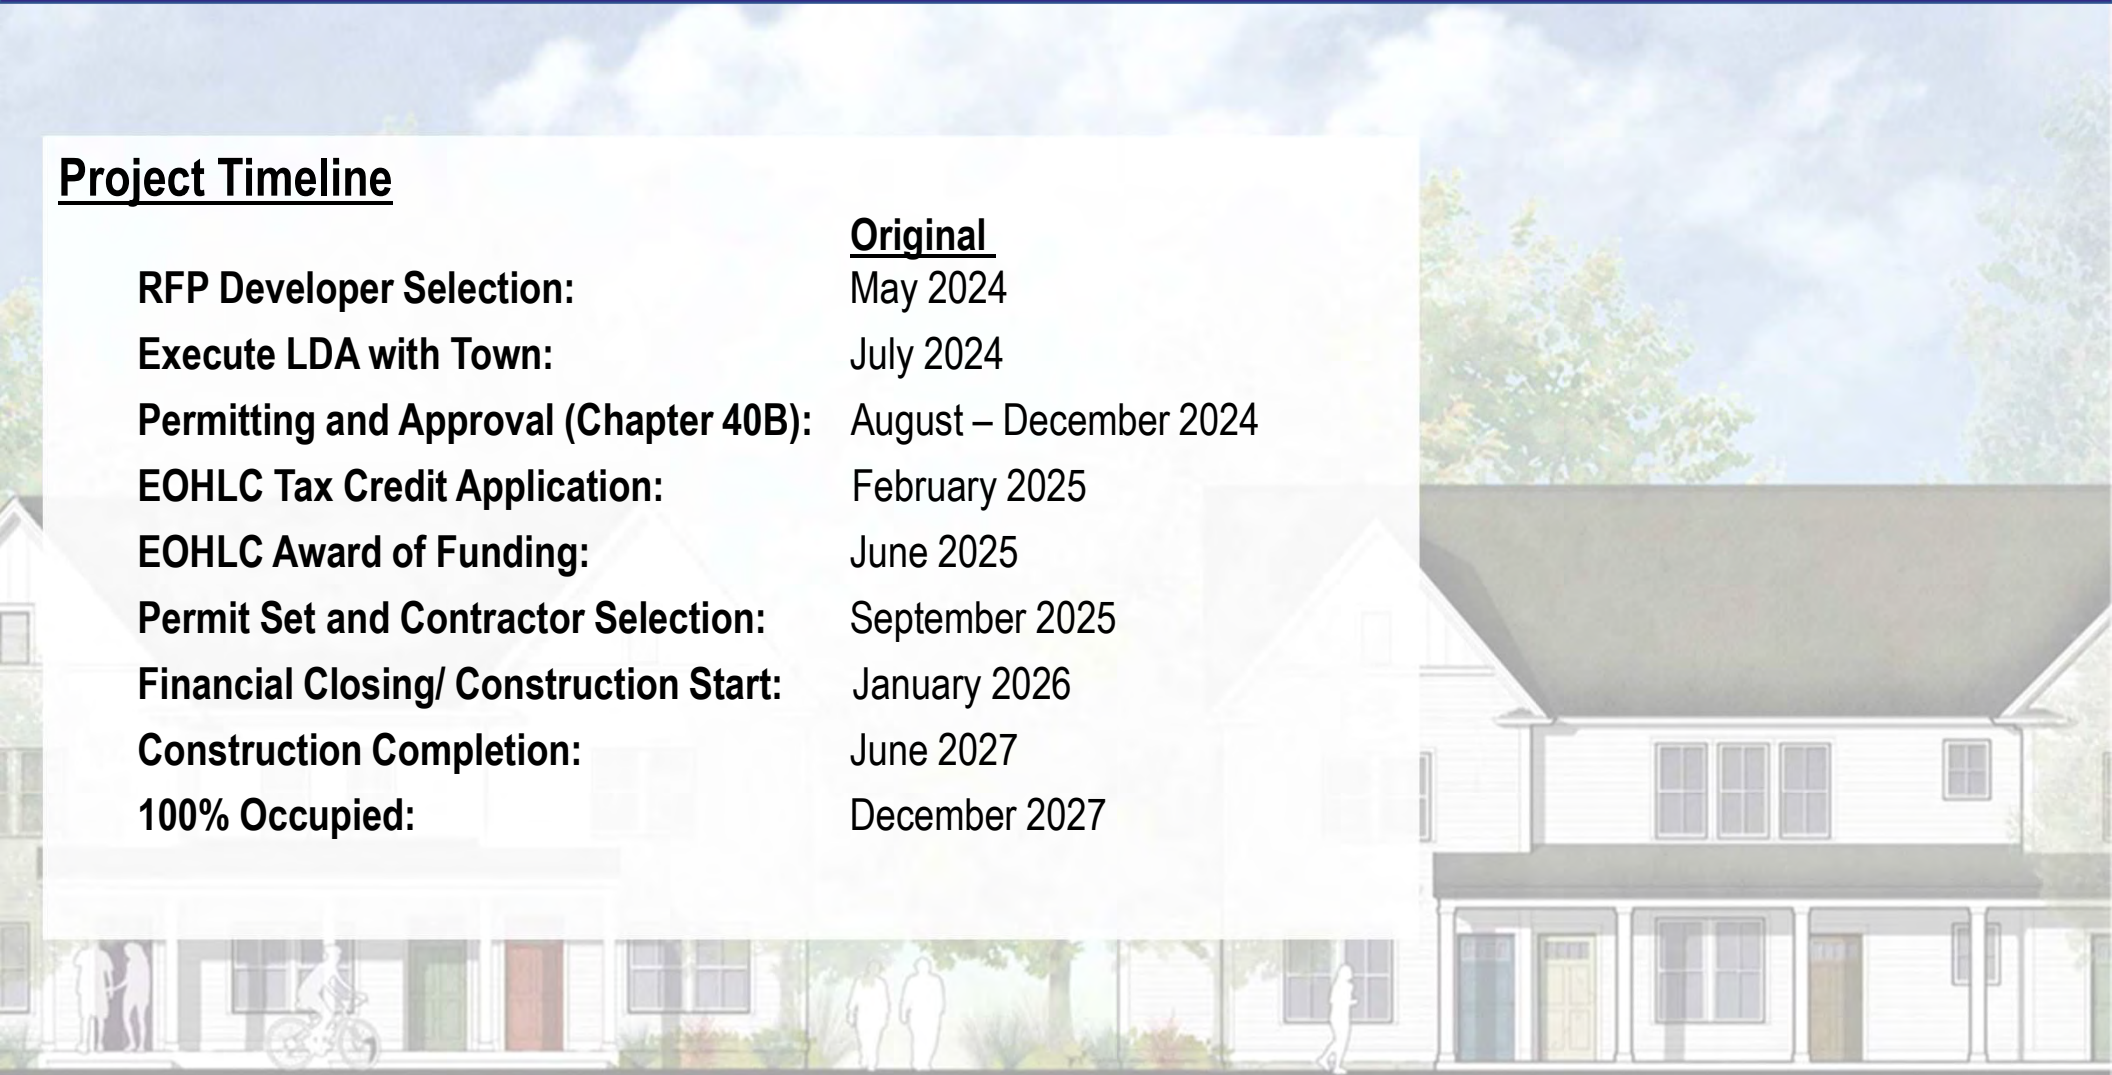 Project Timeline
Original
RFP Developer Selection: May 2024
Execute LDA with Town: July 2024
Permitting and Approval (Chapter 40B): August – December 2024
EOHLC Tax Credit Application: February 2025
EOHLC Award of Funding: June 2025
Permit Set and Contractor Selection: September 2025
Financial Closing/ Construction Start: January 2026
Construction Completion: June 2027
100% Occupied: December 2027